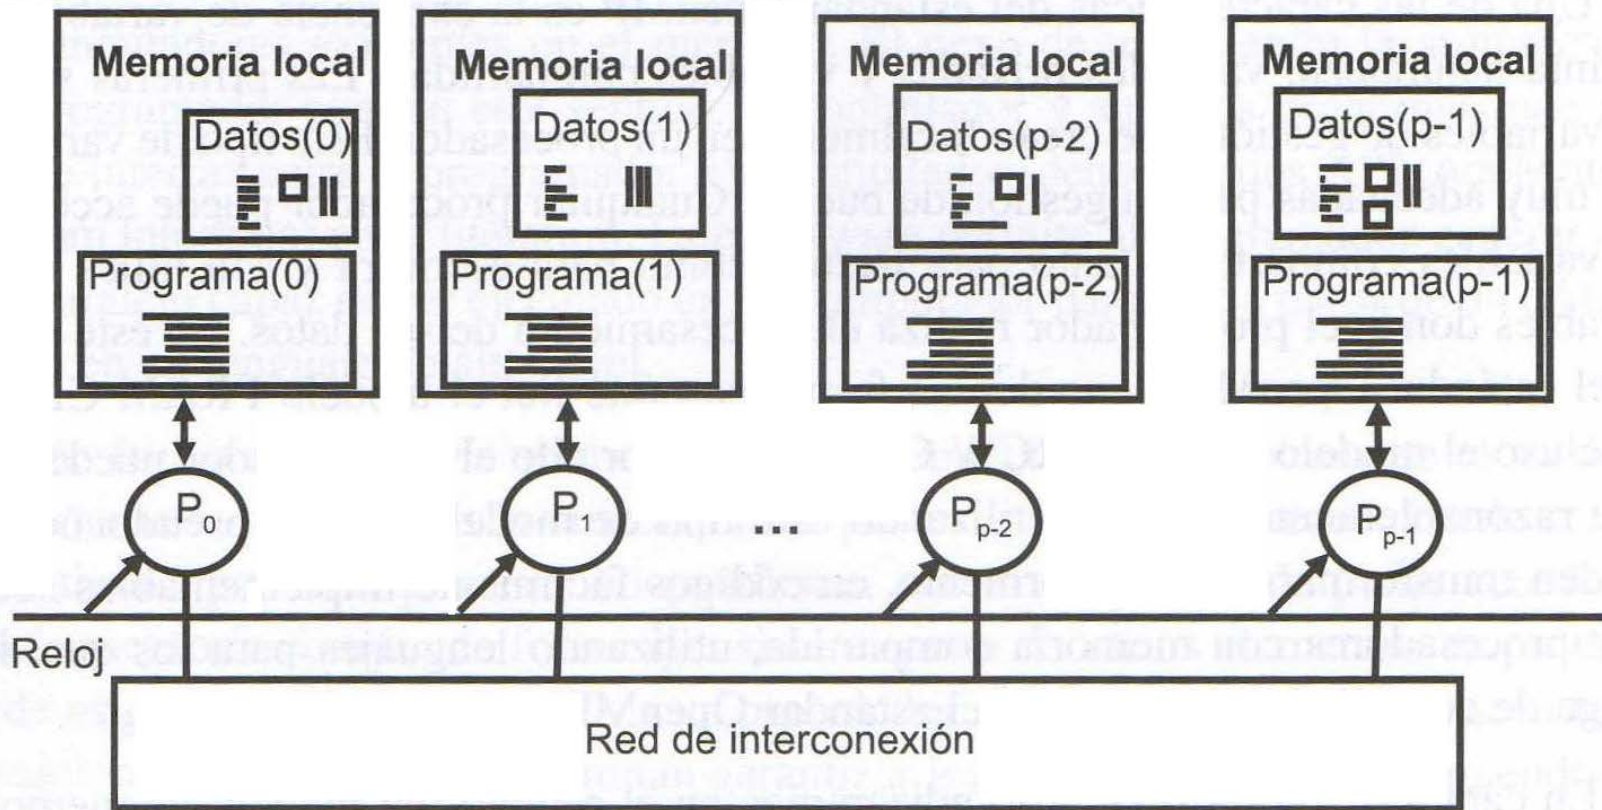 Memoria local
Datos(0)
Programa(0)
P0
Memoria local
Datos(1)
Programa(1)
P1
...
Memoria local
Datos(p-2)
Programa(p-2)
Pp-2
Memoria local
Datos(p-1)
Programa(p-1)
Pp-1
Reloj
Red de interconexión